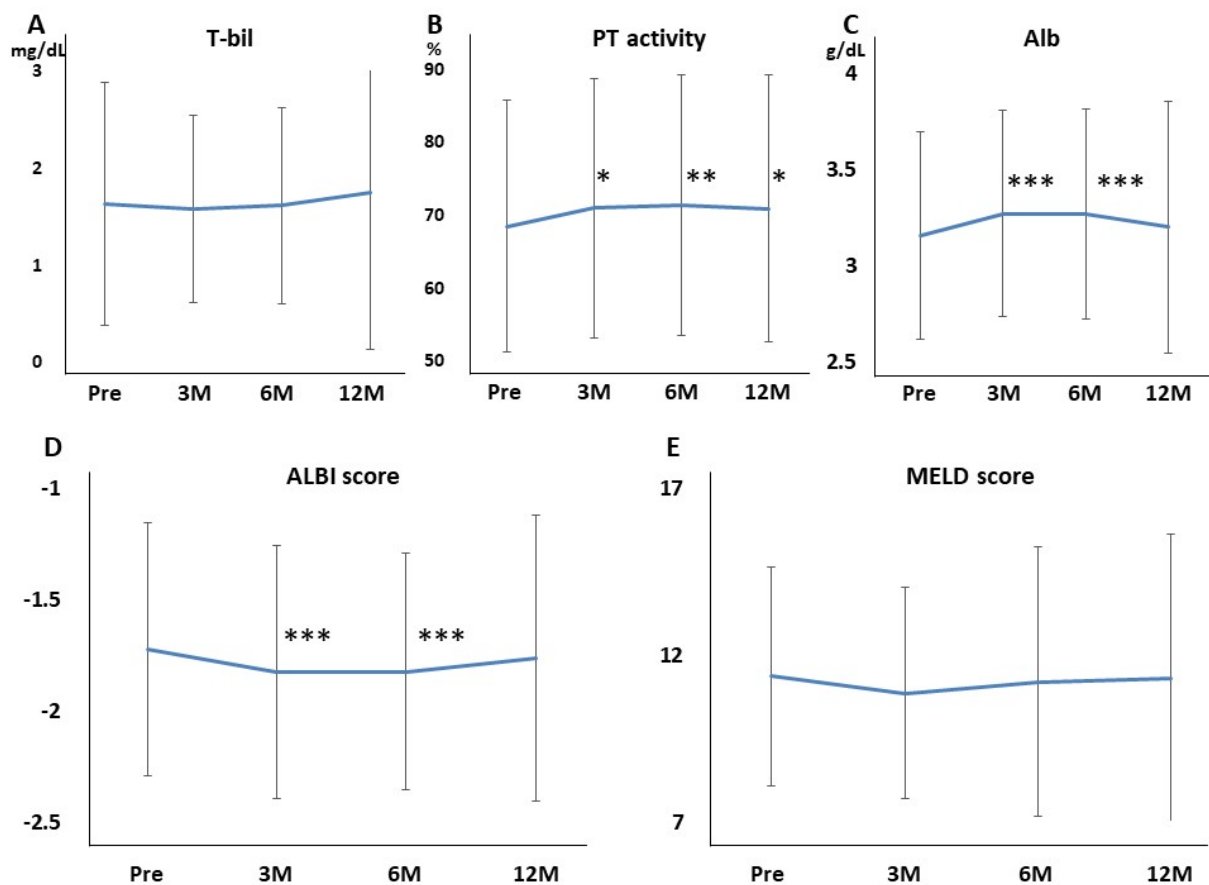 A
mg/dL
T-bil
3
2
1
0
Pre 3M 6M 12M
B
%
PT activity
90
80
70
60
50
* ** *
Pre 3M 6M 12M
g/dL
C
Alb
4
3.5
3
2.5
*** ***
Pre 3M 6M 12M
D
ALBI score
-1
-1.5
-2
-2.5
*** ***
Pre 3M 6M 12M
E
MELD score
17
12
7
Pre 3M 6M 12M